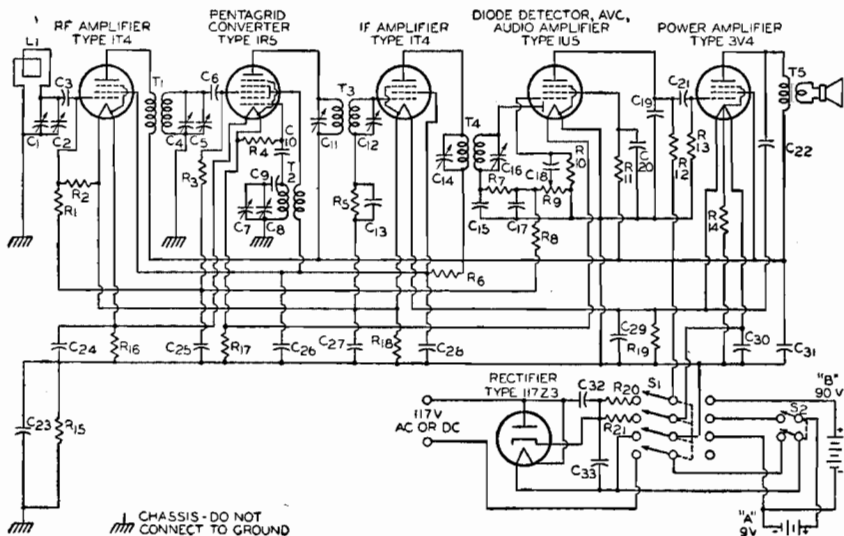 RF AMPLIFIER
TYPE 1T4
PENTAGRID
CONVERTER
TYPE 1R5
IF AMPLIFIER
TYPE 1T4
DIODE DETECTOR, AVC,
AUDIO AMPLIFIER
TYPE 1U5
POWER AMPLIFIER
TYPE 3V4
L1
C3
T1
C6
T3
T4
C19
C21
T5
C1
C2
C4
C5
R4
C10
C11
C12
C14
C16
C18
R10
R11
C20
R12
R13
C22
R2
R1
R3
C9
T2
C7
C8
R5
C13
R7
R9
C15
C17
R8
R14
R6
C24
R16
C25
R17
C26
C27
R18
C28
C29
R19
C30
C31
C23
R15
RECTIFIER
TYPE 117Z3
117V
AC OR DC
C32
R20
S1
R21
C33
S2
"B"
90 V
+
-
"A"
9V
-
+
CHASSIS-DO NOT
CONNECT TO GROUND